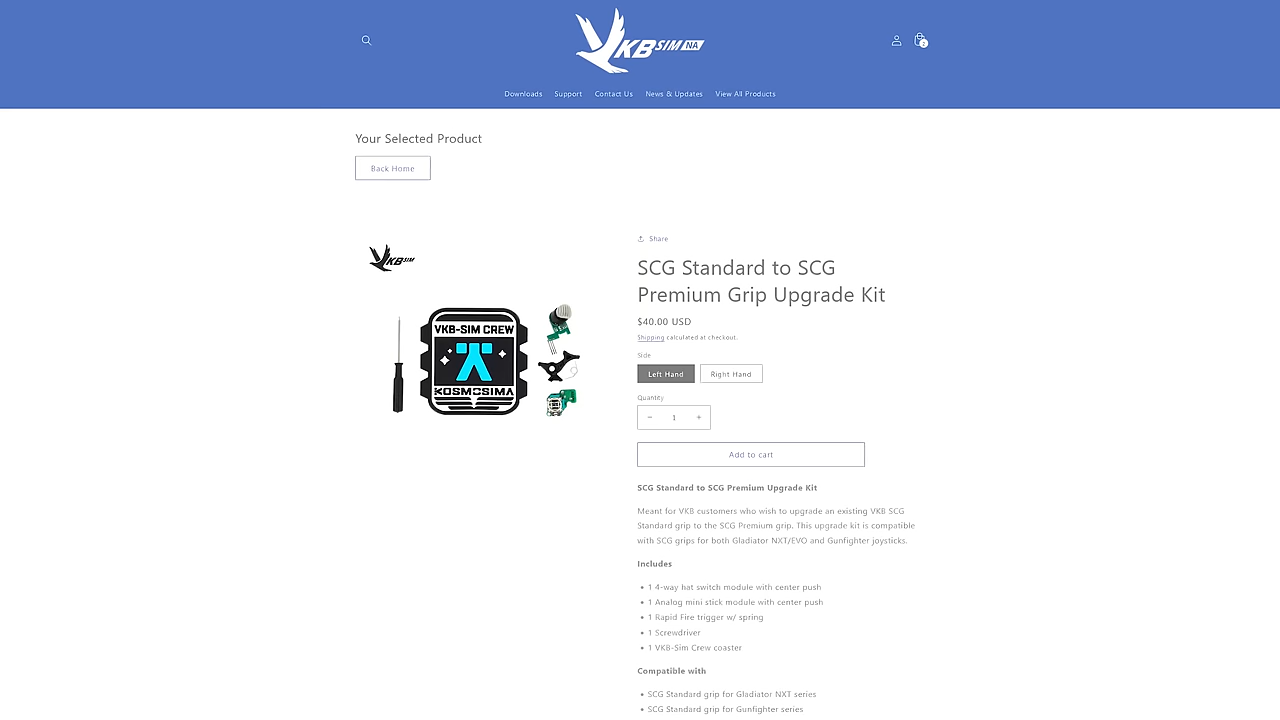 VKB SIM NA
2
Downloads
Support
Contact Us
News & Updates
View All Products
Your Selected Product
Back Home
VKB SIM
VKB-SIM CREW
KOSMOSIMA
Share
SCG Standard to SCG
Premium Grip Upgrade Kit
$40.00 USD
Shipping calculated at checkout.
Side
Left Hand
Right Hand
Quantity
− 1 +
Add to cart
SCG Standard to SCG Premium Upgrade Kit
Meant for VKB customers who wish to upgrade an existing VKB SCG
Standard grip to the SCG Premium grip. This upgrade kit is compatible
with SCG grips for both Gladiator NXT/EVO and Gunfighter joysticks.
Includes
• 1 4-way hat switch module with center push
• 1 Analog mini stick module with center push
• 1 Rapid Fire trigger w/ spring
• 1 Screwdriver
• 1 VKB-Sim Crew coaster
Compatible with
• SCG Standard grip for Gladiator NXT series
• SCG Standard grip for Gunfighter series